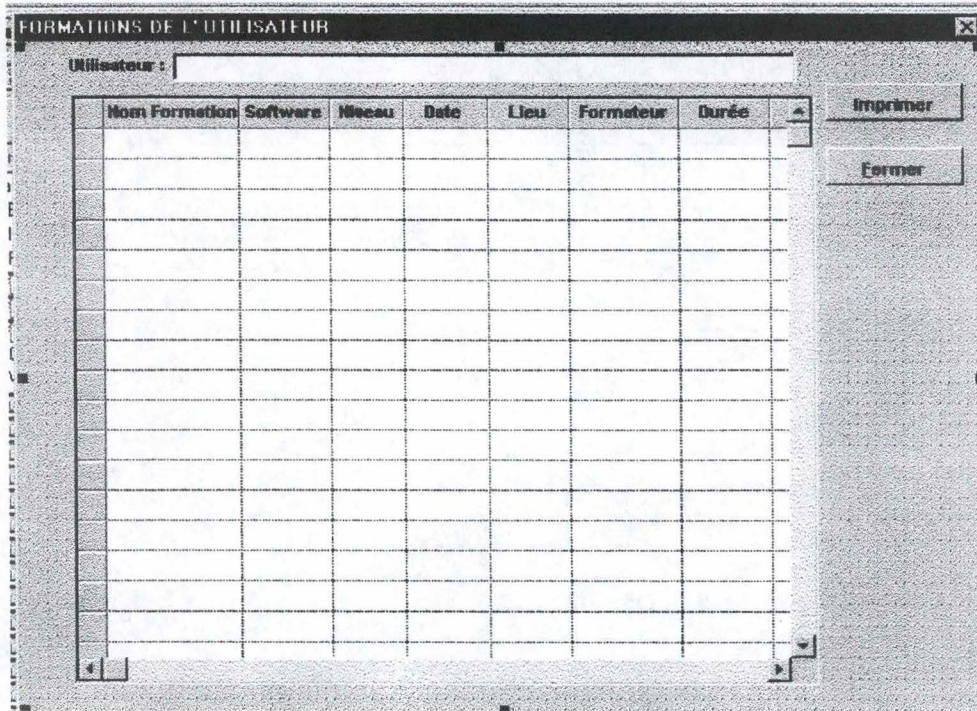 FORMATIONS DE L'UTILISATEUR
Utilisateur :
Nom Formation Software Niveau Date Lieu Formateur Durée
Imprimer
Fermer